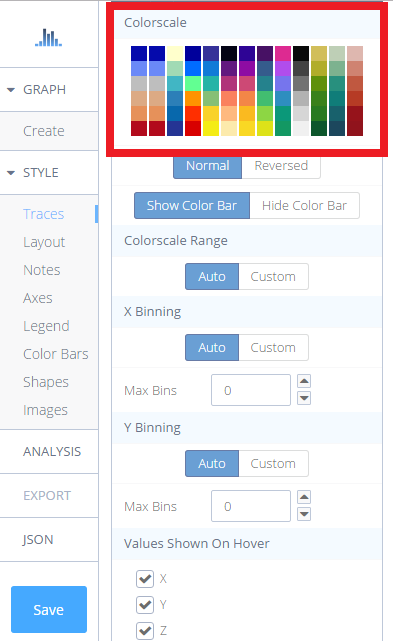 GRAPH
Create
STYLE
Traces
Layout
Notes
Axes
Legend
Color Bars
Shapes
Images
ANALYSIS
EXPORT
JSON
Save
Colorscale
Normal Reversed
Show Color Bar Hide Color Bar
Colorscale Range
Auto Custom
X Binning
Auto Custom
Max Bins 0
Y Binning
Auto Custom
Max Bins 0
Values Shown On Hover
X
Y
Z